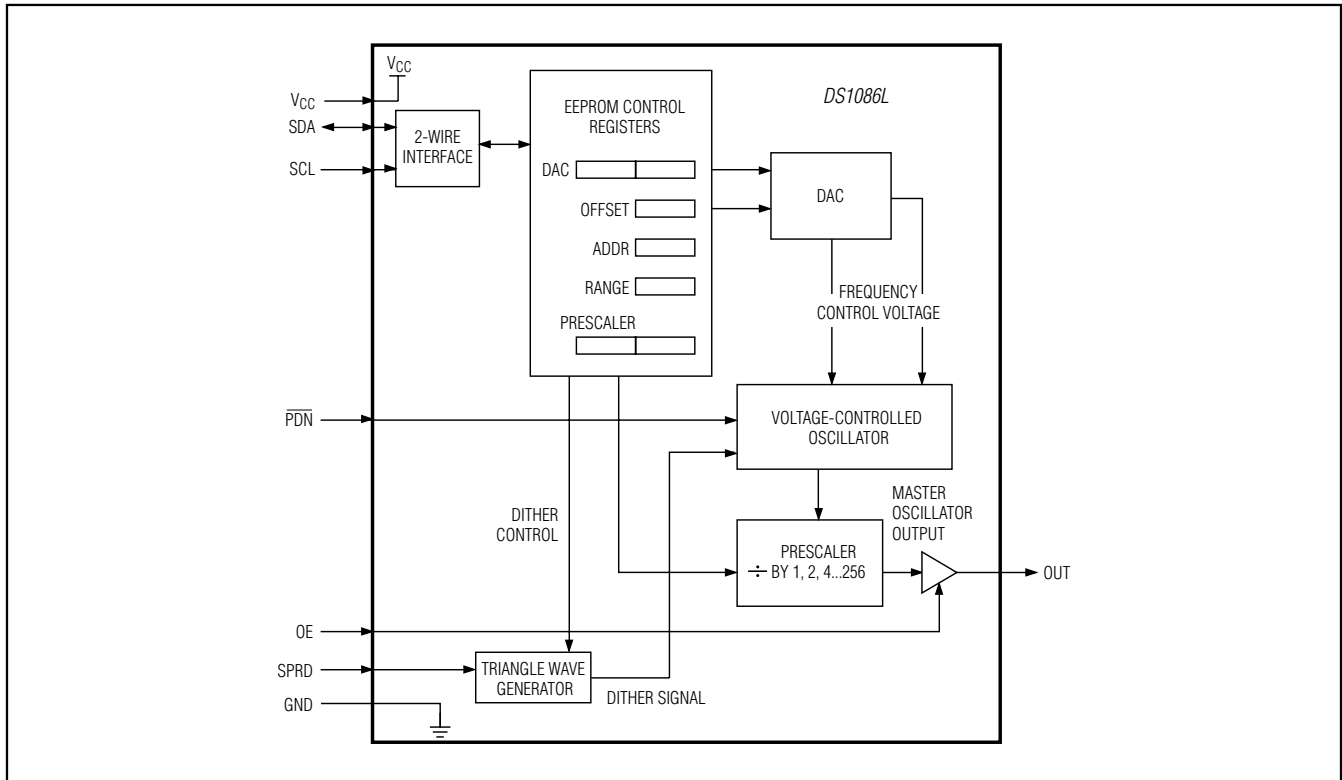 VCC
DS1086L
VCC
SDA
SCL
2-WIRE
INTERFACE
EEPROM CONTROL
REGISTERS
DAC
OFFSET
ADDR
RANGE
PRESCALER
DAC
FREQUENCY
CONTROL VOLTAGE
PDN
VOLTAGE-CONTROLLED
OSCILLATOR
DITHER
CONTROL
MASTER
OSCILLATOR
OUTPUT
PRESCALER
÷ BY 1, 2, 4...256
OUT
OE
SPRD
GND
TRIANGLE WAVE
GENERATOR
DITHER SIGNAL